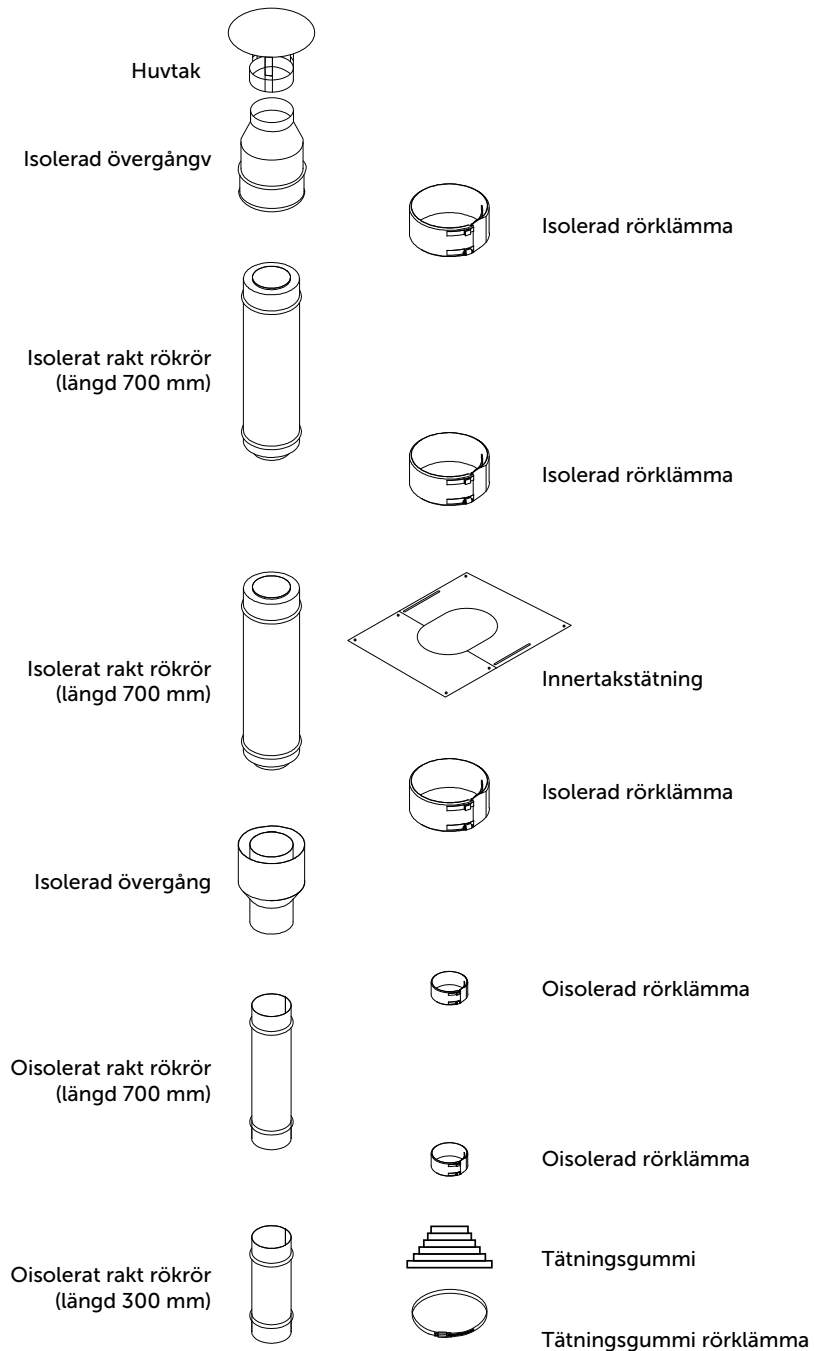 Huvtak
Isolerad övergångv
Isolerad rörklämma
Isolerat rakt rökrör
(längd 700 mm)
Isolerad rörklämma
Isolerat rakt rökrör
(längd 700 mm)
Innertakstätning
Isolerad rörklämma
Isolerad övergång
Oisolerad rörklämma
Oisolerat rakt rökrör
(längd 700 mm)
Oisolerad rörklämma
Tätningsgummi
Oisolerat rakt rökrör
(längd 300 mm)
Tätningsgummi rörklämma